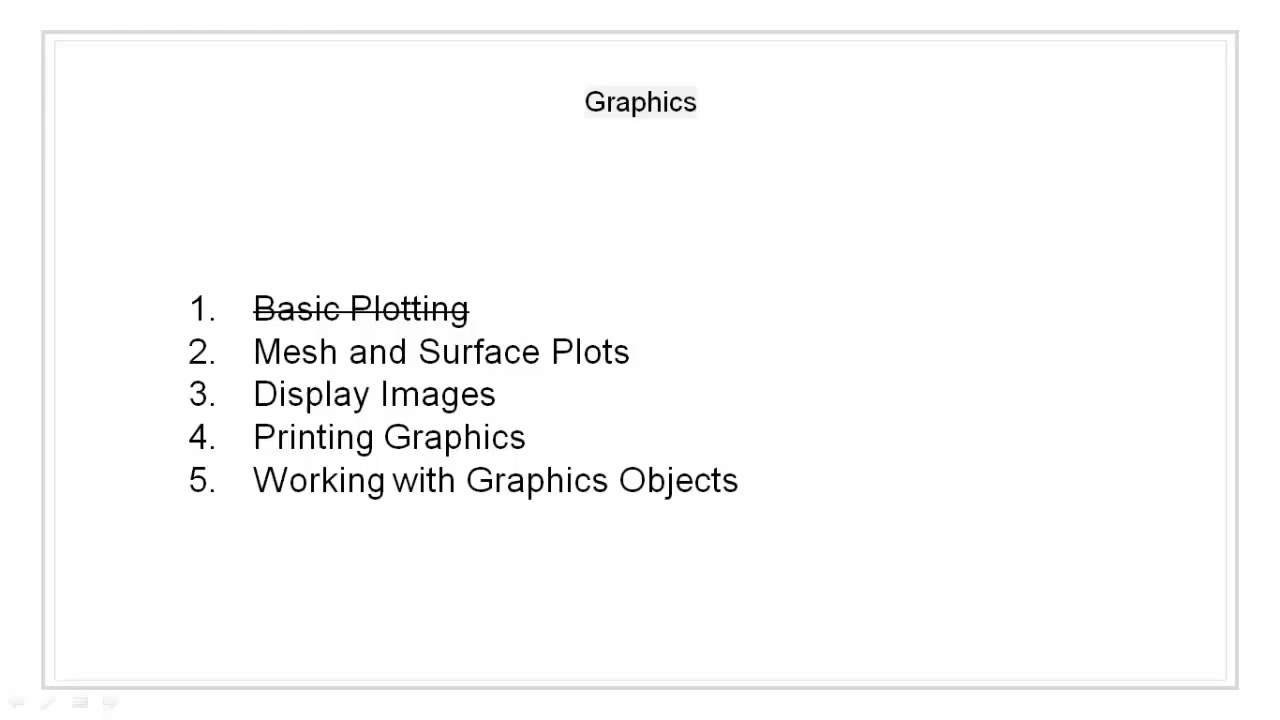 Graphics
1. Basic Plotting
2. Mesh and Surface Plots
3. Display Images
4. Printing Graphics
5. Working with Graphics Objects